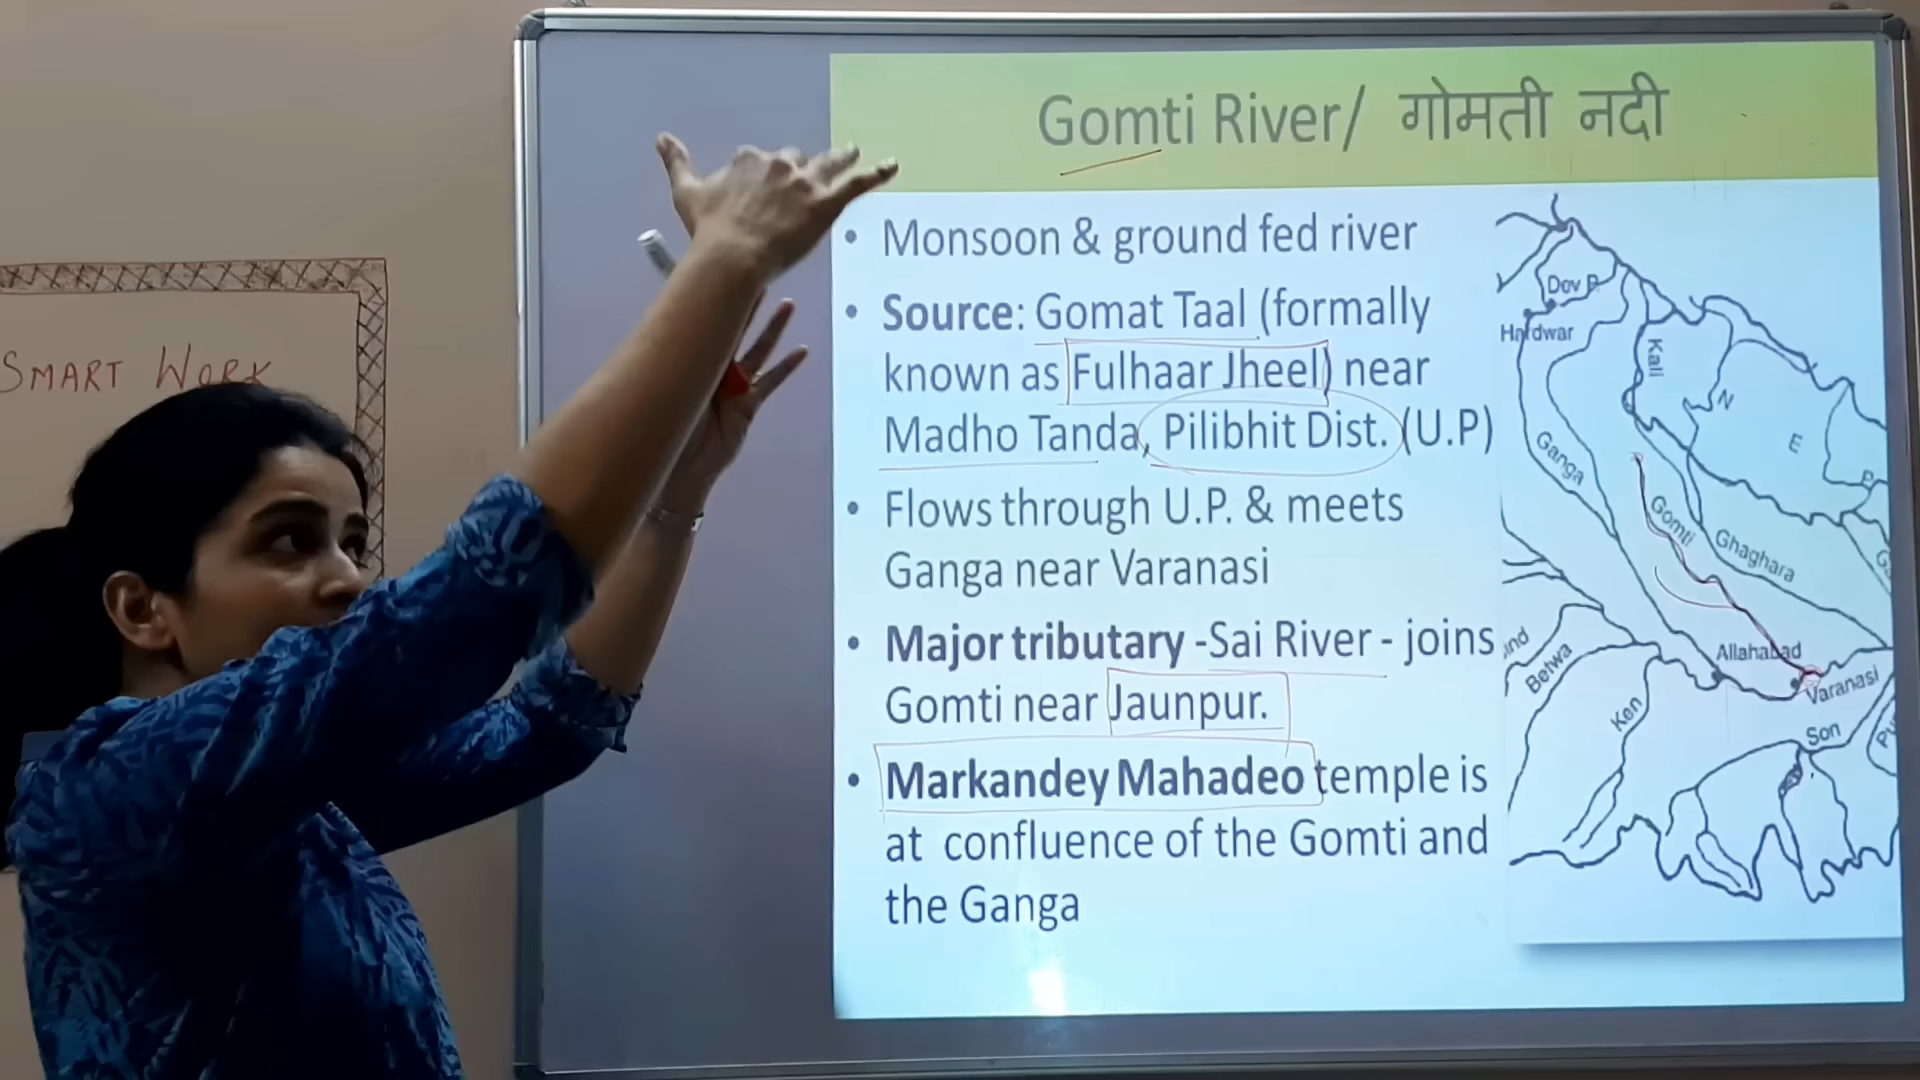 SMART WORK
Gomti River/ गोमती नदी
• Monsoon & ground fed river
• Source: Gomat Taal (formally
known as Fulhaar Jheel) near
Madho Tanda, Pilibhit Dist. (U.P)
• Flows through U.P. & meets
Ganga near Varanasi
• Major tributary -Sai River - joins
Gomti near Jaunpur.
• Markandey Mahadeo temple is
at confluence of the Gomti and
the Ganga
Dov P.
Hardwar
Kali
N
E
P
Ganga
Gomti
Ghaghara
Allahabad
Varanasi
Betwa
Ken
Son